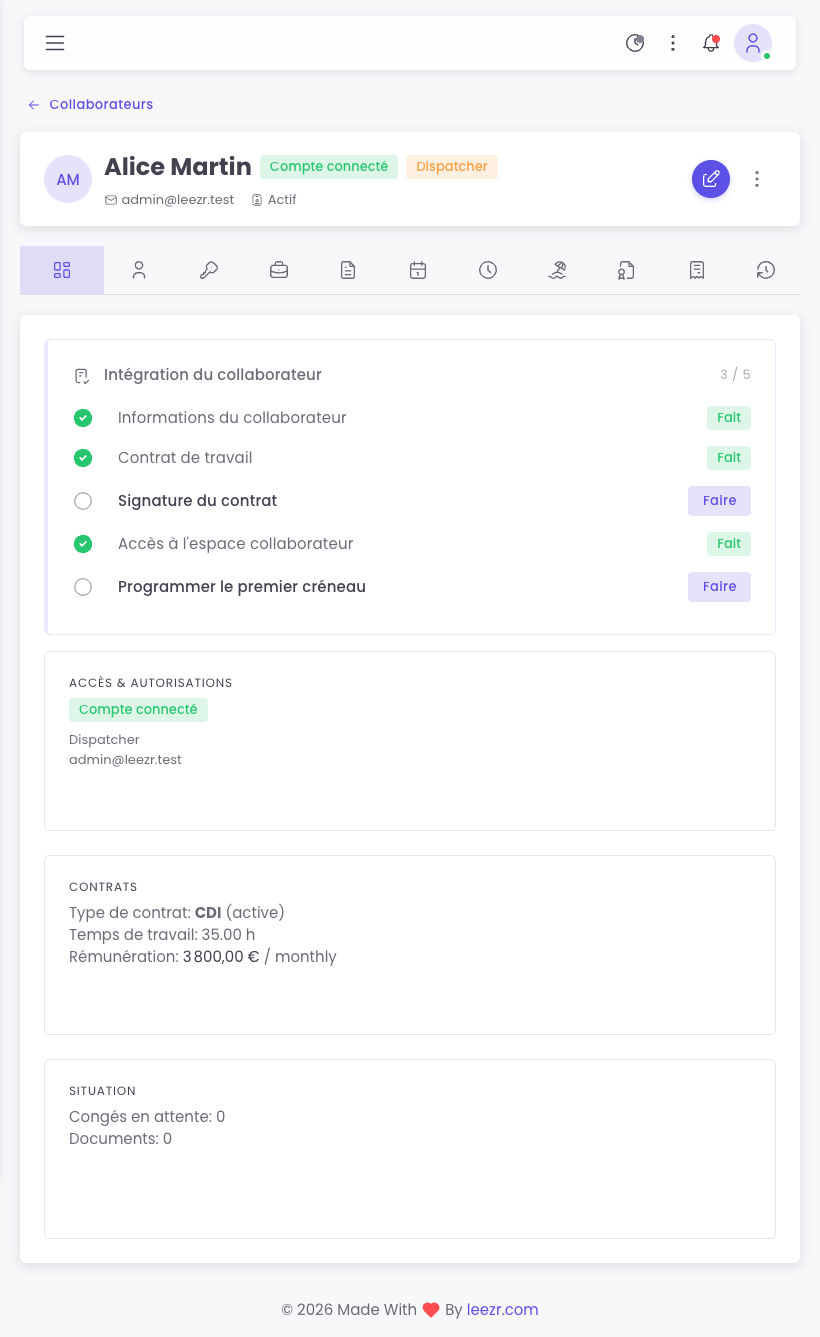 Collaborateurs
AM
Alice Martin
Compte connecté
Dispatcher
admin@leezr.test
Actif
Intégration du collaborateur
3 / 5
Informations du collaborateur
Fait
Contrat de travail
Fait
Signature du contrat
Faire
Accès à l'espace collaborateur
Fait
Programmer le premier créneau
Faire
ACCÈS & AUTORISATIONS
Compte connecté
Dispatcher
admin@leezr.test
CONTRATS
Type de contrat: CDI (active)
Temps de travail: 35.00 h
Rémunération: 3 800,00 € / monthly
SITUATION
Congés en attente: 0
Documents: 0
© 2026 Made With ❤ By leezr.com